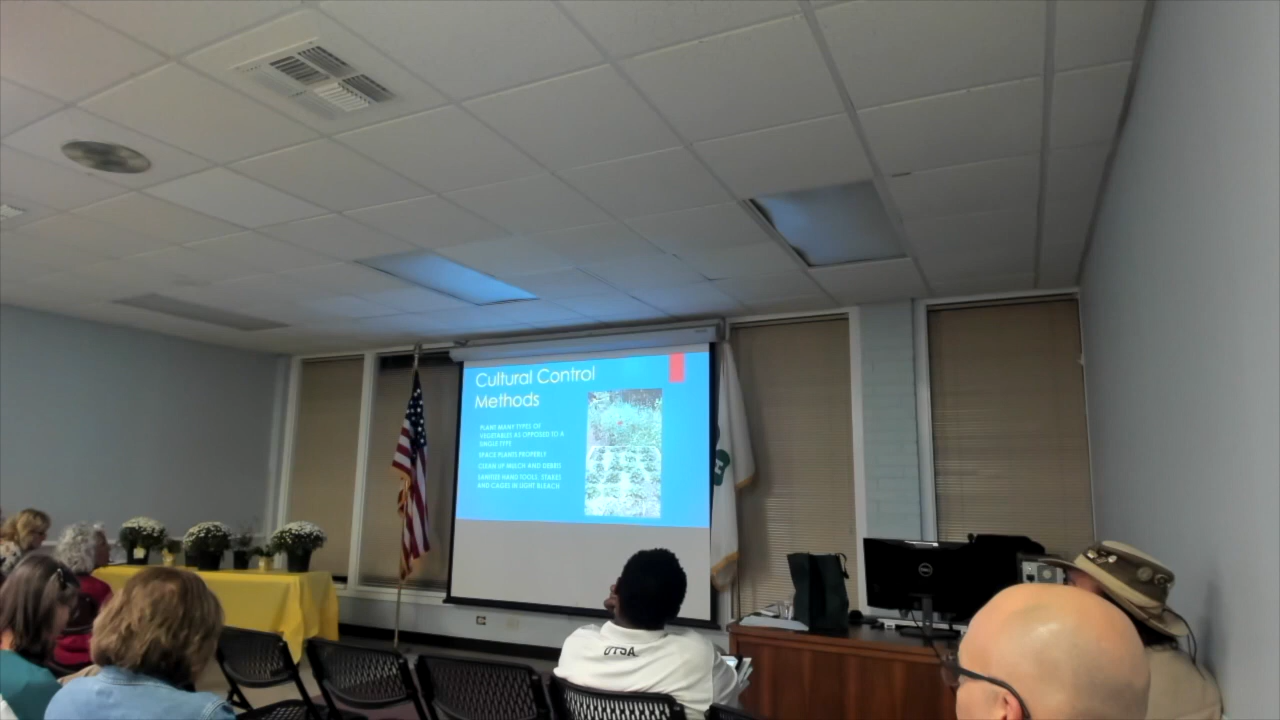 Cultural Control
Methods
PLANT MANY TYPES OF
VEGETABLES AS OPPOSED TO A
SINGLE TYPE
SPACE PLANTS PROPERLY
CLEAN UP MULCH AND DEBRIS
SANITIZE HAND TOOLS, STAKES
AND CAGES IN LIGHT BLEACH
H
UTSA
DELL